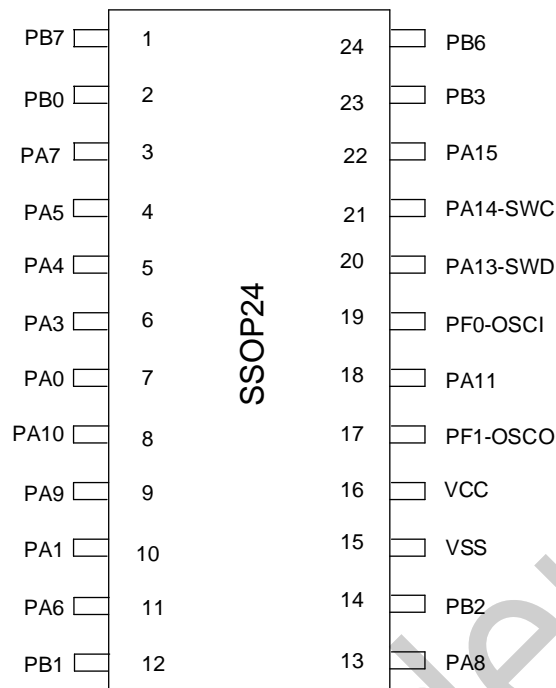 PB7 1 24 PB6
PB0 2 23 PB3
PA7 3 22 PA15
PA5 4 21 PA14-SWC
PA4 5 20 PA13-SWD
PA3 6 19 PF0-OSCI
SSOP24
PA0 7 18 PA11
PA10 8 17 PF1-OSCO
PA9 9 16 VCC
PA1 10 15 VSS
PA6 11 14 PB2
PB1 12 13 PA8